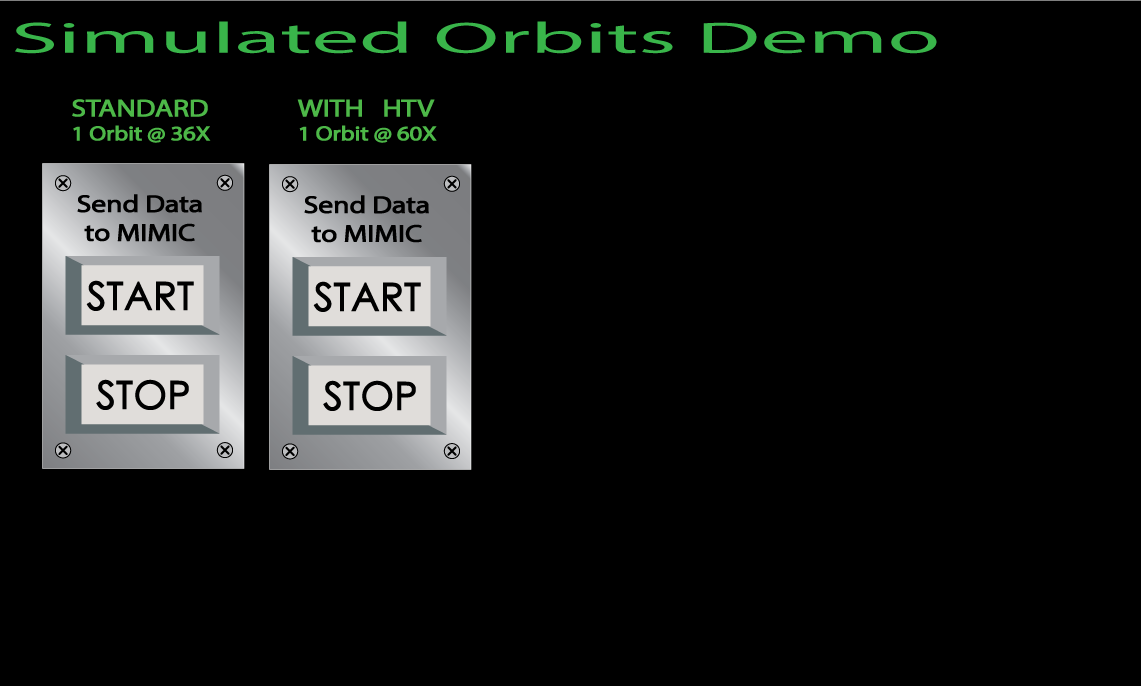 Simulated Orbits Demo
STANDARD
1 Orbit @ 36X
Send Data
to MIMIC
START
STOP
WITH HTV
1 Orbit @ 60X
Send Data
to MIMIC
START
STOP